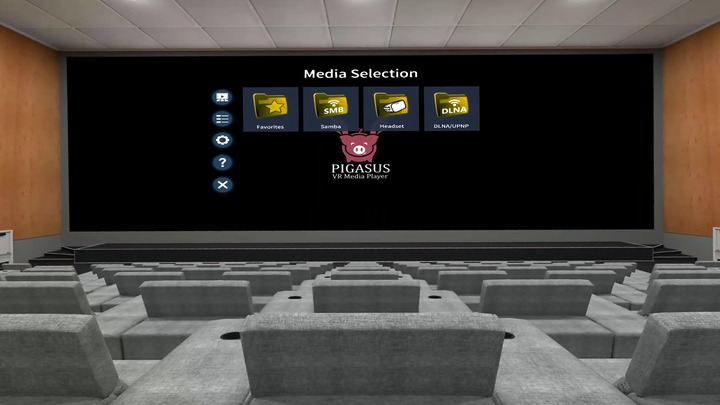 Media Selection
SMB
DLNA
Favorites
Samba
Headset
DLNA/UPNP
?
PIGASUS
VR Media Player